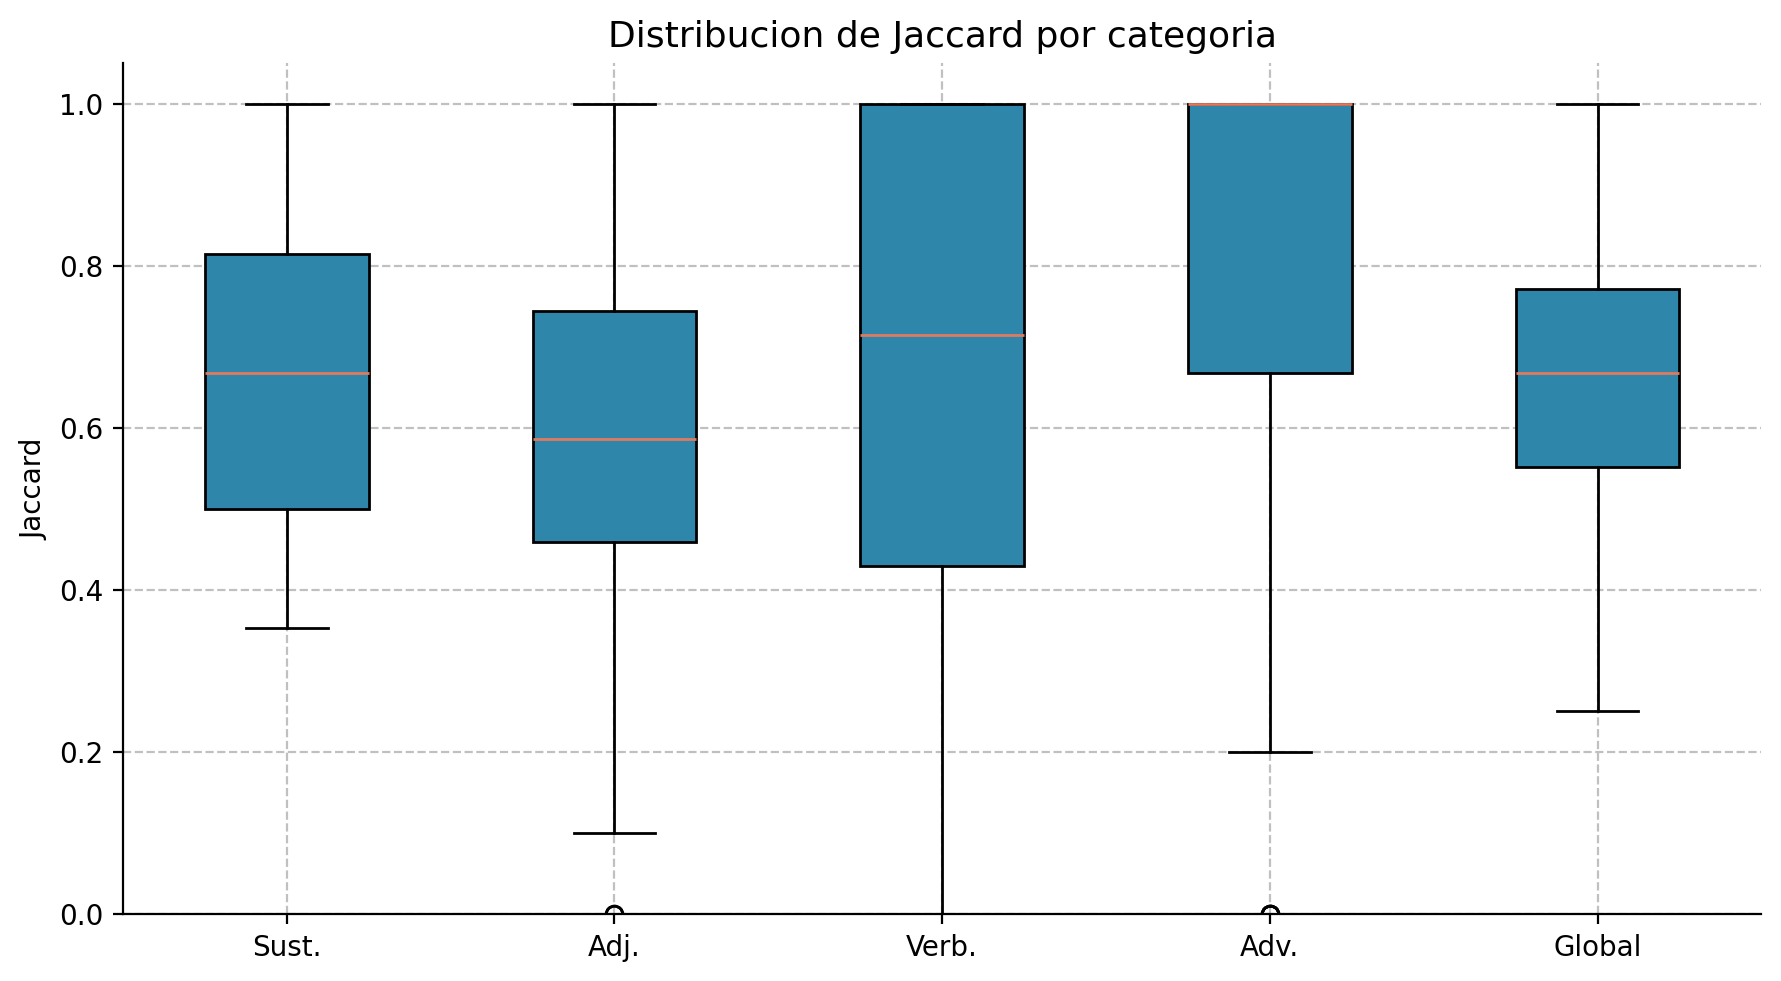 Distribucion de Jaccard por categoria
Jaccard
1.0
0.8
0.6
0.4
0.2
0.0
Sust. Adj. Verb. Adv. Global